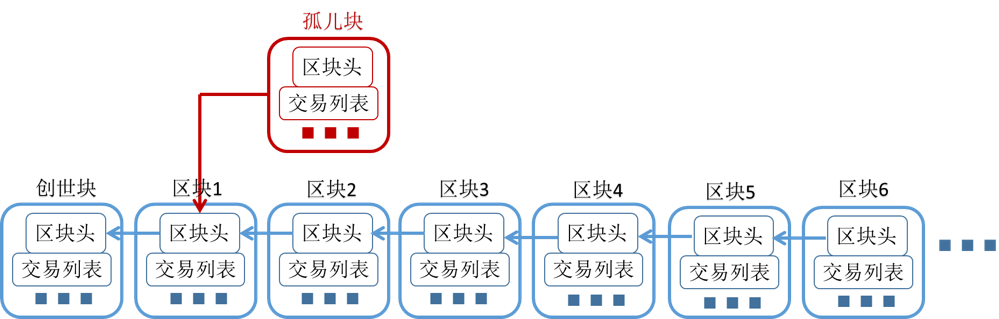 孤儿块
区块头
交易列表
创世块 区块1 区块2 区块3 区块4 区块5 区块6
区块头 区块头 区块头 区块头 区块头 区块头 区块头
交易列表 交易列表 交易列表 交易列表 交易列表 交易列表 交易列表